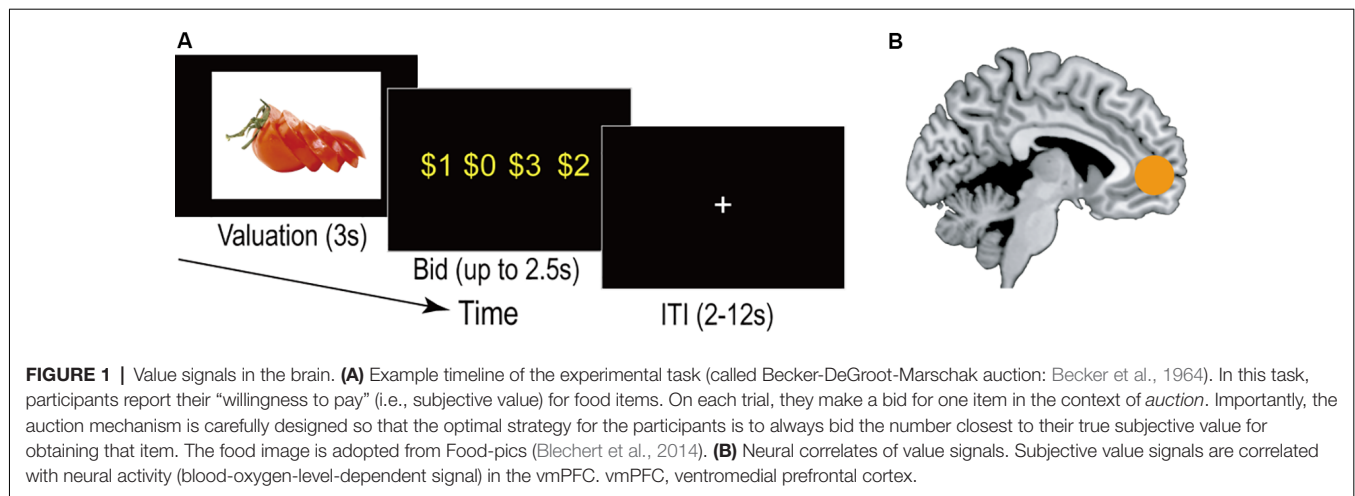 A
B
$1 $0 $3 $2
+
Valuation (3s)
Bid (up to 2.5s)
Time
ITI (2-12s)
FIGURE 1 | Value signals in the brain. (A) Example timeline of the experimental task (called Becker-DeGroot-Marschak auction: Becker et al., 1964). In this task,
participants report their “willingness to pay” (i.e., subjective value) for food items. On each trial, they make a bid for one item in the context of auction. Importantly, the
auction mechanism is carefully designed so that the optimal strategy for the participants is to always bid the number closest to their true subjective value for
obtaining that item. The food image is adopted from Food-pics (Blechert et al., 2014). (B) Neural correlates of value signals. Subjective value signals are correlated
with neural activity (blood-oxygen-level-dependent signal) in the vmPFC. vmPFC, ventromedial prefrontal cortex.